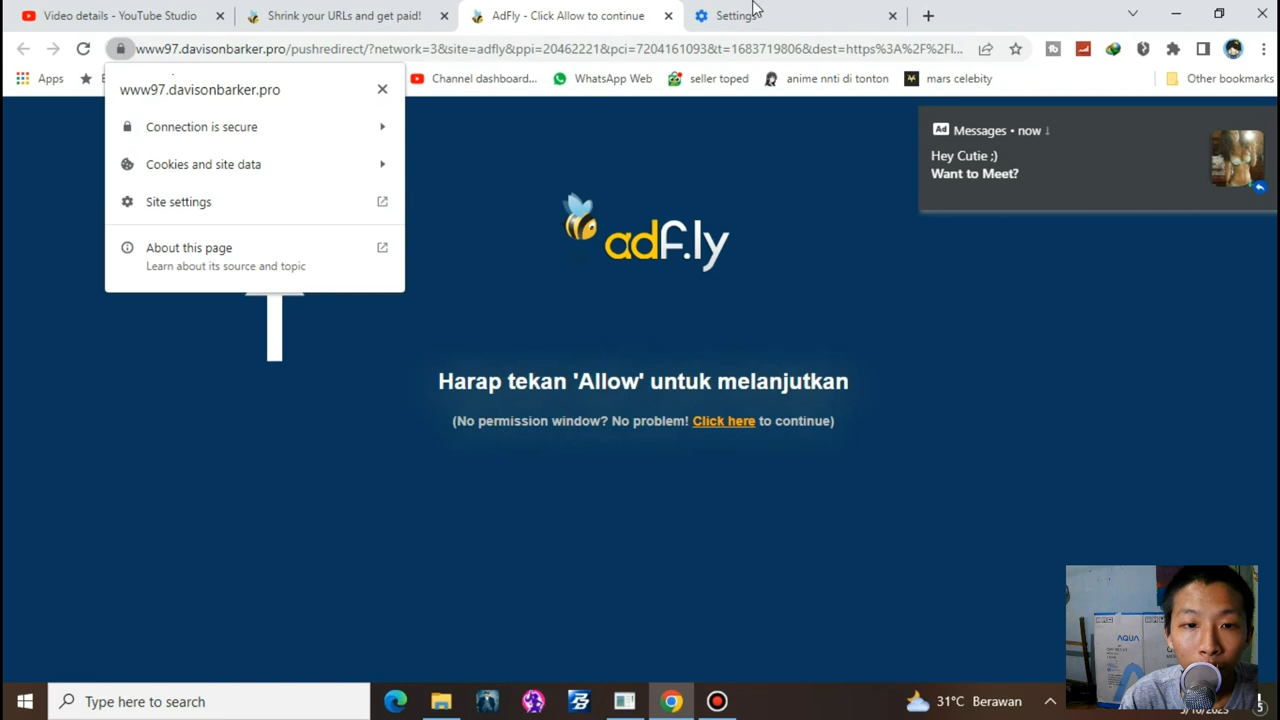 Video details - YouTube Studio
Shrink your URLs and get paid!
AdFly - Click Allow to continue
Settings
www97.davisonbarker.pro/pushredirect/?network=3&site=adfly&ppi=20462221&pci=7204161093&t=1683719806&dest=https%3A%2F%2Fl...
Apps
Channel dashboard...
WhatsApp Web
seller toped
anime nnti di tonton
mars celebity
Other bookmarks
www97.davisonbarker.pro
Connection is secure
Cookies and site data
Site settings
About this page
Learn about its source and topic
Ad Messages • now
Hey Cutie ;)
Want to Meet?
adf.ly
Harap tekan 'Allow' untuk melanjutkan
(No permission window? No problem! Click here to continue)
AQUA
Type here to search
31°C Berawan
5/10/2023
5